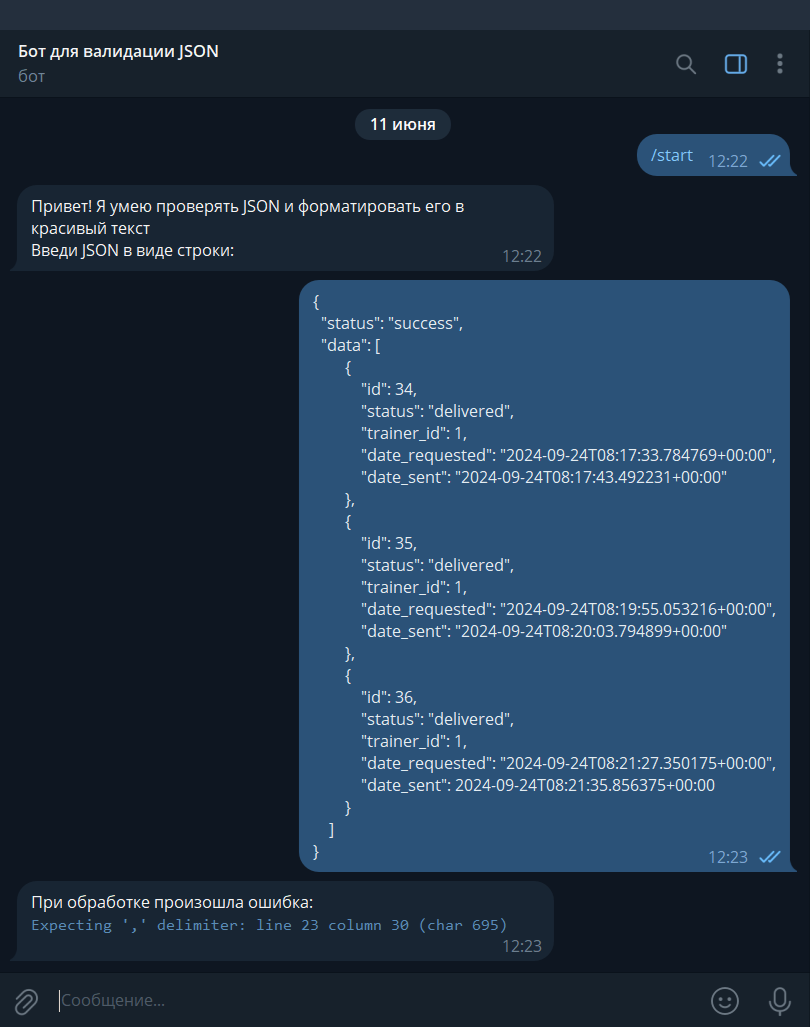 Бот для валидации JSON
бот
11 июня
/start 12:22
Привет! Я умею проверять JSON и форматировать его в
красивый текст
Введи JSON в виде строки:
12:22
{
"status": "success",
"data": [
{
"id": 34,
"status": "delivered",
"trainer_id": 1,
"date_requested": "2024-09-24T08:17:33.784769+00:00",
"date_sent": "2024-09-24T08:17:43.492231+00:00"
},
{
"id": 35,
"status": "delivered",
"trainer_id": 1,
"date_requested": "2024-09-24T08:19:55.053216+00:00",
"date_sent": "2024-09-24T08:20:03.794899+00:00"
},
{
"id": 36,
"status": "delivered",
"trainer_id": 1,
"date_requested": "2024-09-24T08:21:27.350175+00:00",
"date_sent": 2024-09-24T08:21:35.856375+00:00
}
]
}
12:23
При обработке произошла ошибка:
Expecting ',' delimiter: line 23 column 30 (char 695)
12:23
Сообщение...